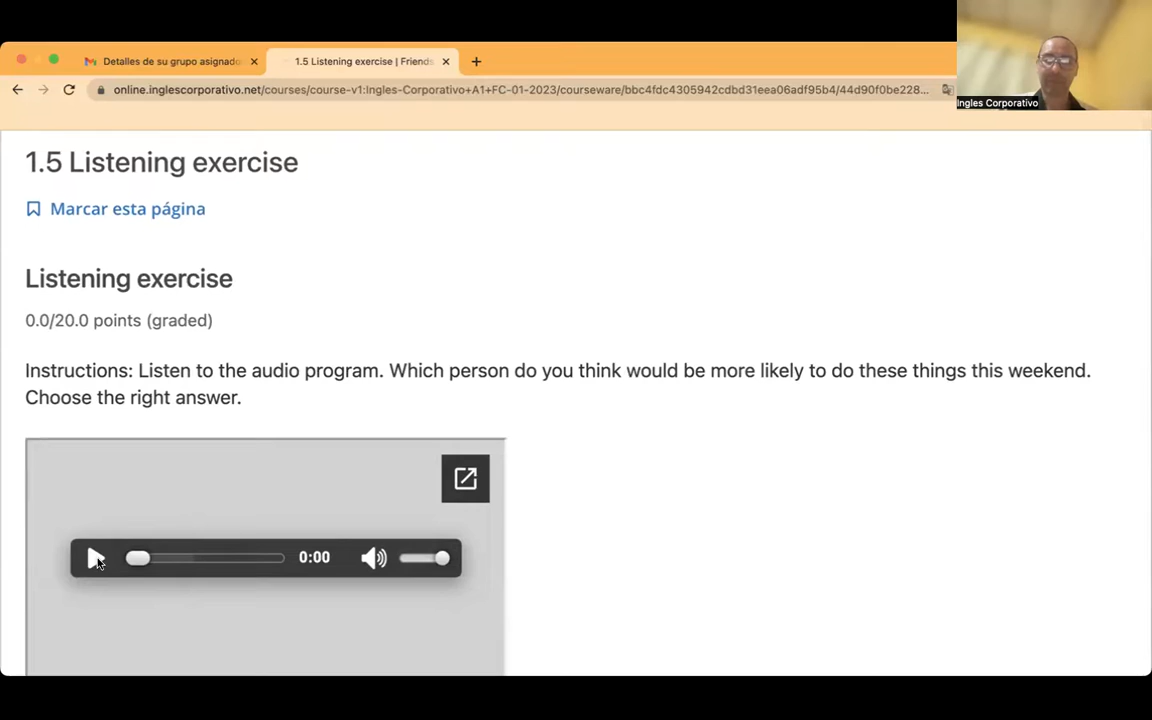 Detalles de su grupo asignado
1.5 Listening exercise | Friends
online.inglescorporativo.net/courses/course-v1:Ingles-Corporativo+A1+FC-01-2023/courseware/bbc4fdc4305942cdbd31eea06adf95b4/44d90f0be228...
Ingles Corporativo
1.5 Listening exercise
Marcar esta página
Listening exercise
0.0/20.0 points (graded)
Instructions: Listen to the audio program. Which person do you think would be more likely to do these things this weekend.
Choose the right answer.
0:00